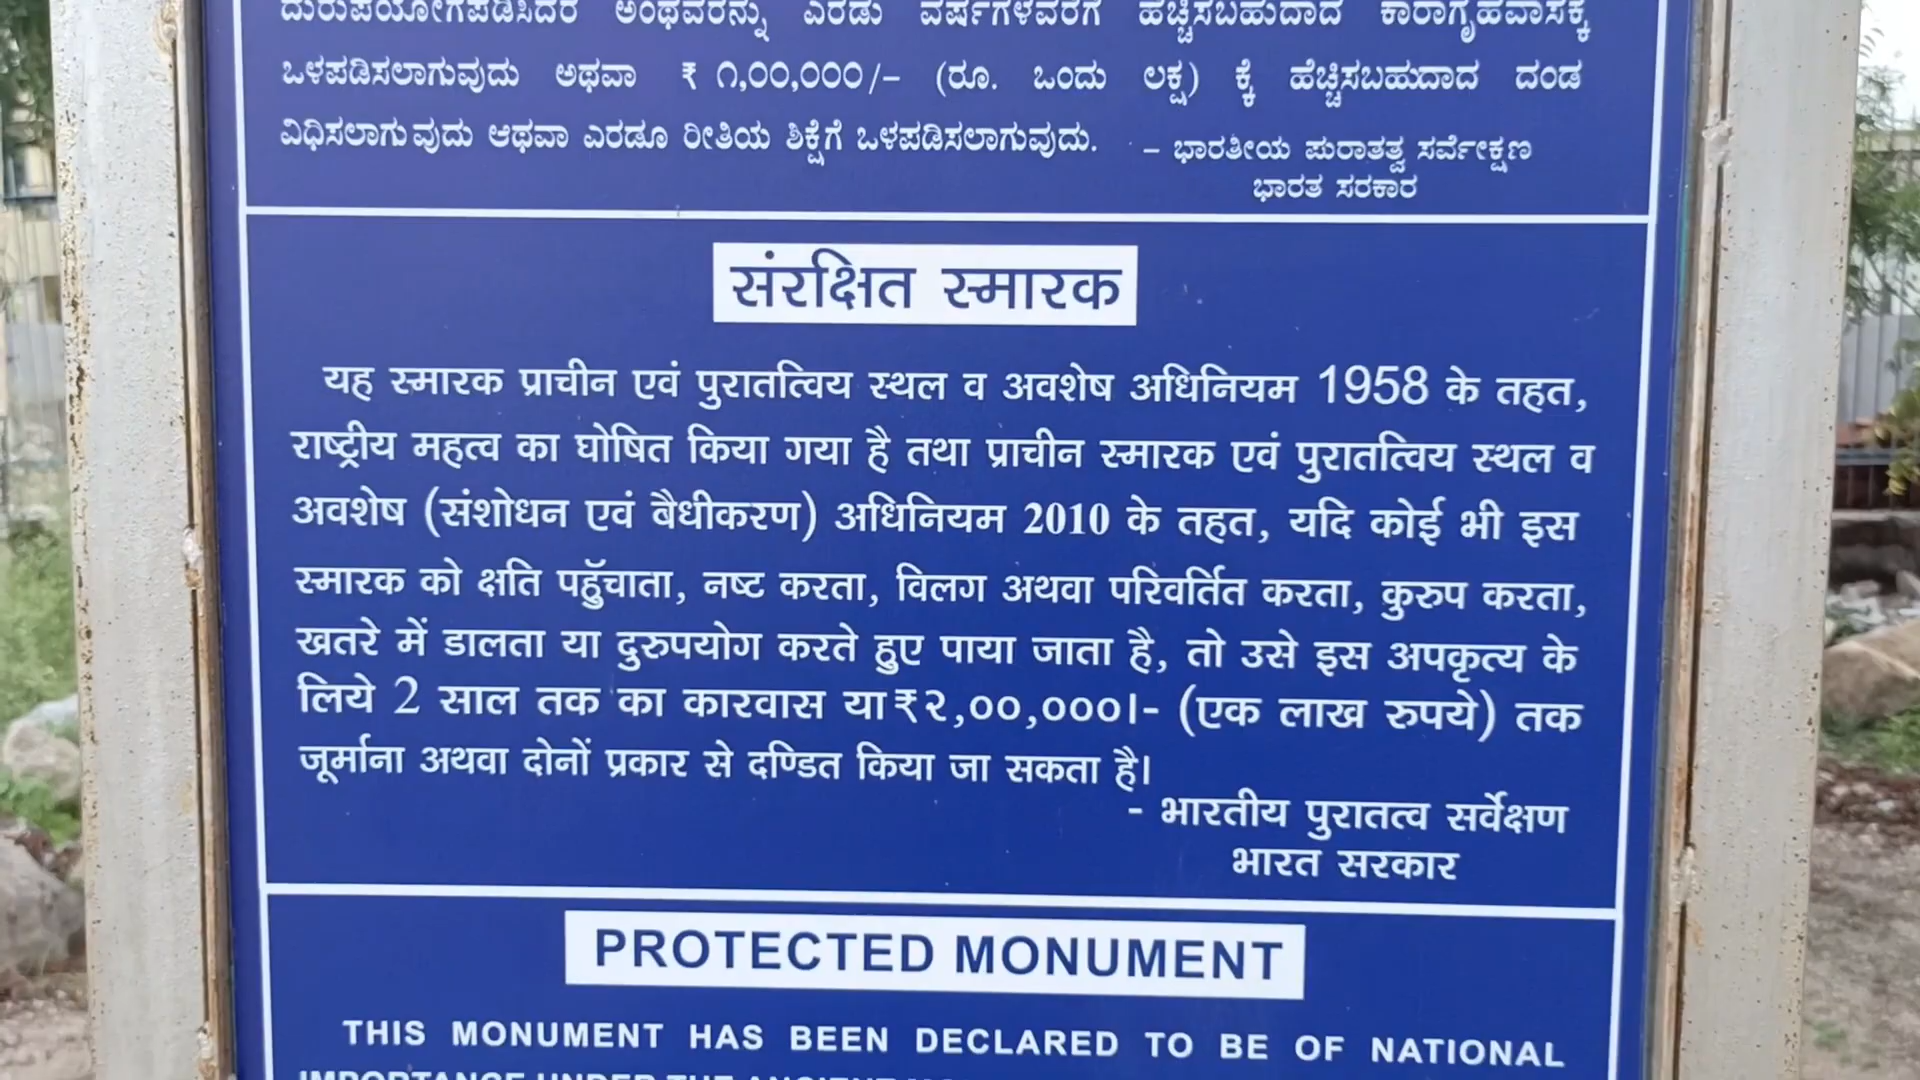 ದುರುಪಯೋಗಪಡಿಸಿದರೆ ಅಂಥವರನ್ನು ಎರಡು ವರ್ಷಗಳವರೆಗೆ ಹೆಚ್ಚಿಸಬಹುದಾದ ಕಾರಾಗೃಹವಾಸಕ್ಕೆ
ಒಳಪಡಿಸಲಾಗುವುದು ಅಥವಾ ₹ ೧,೦೦,೦೦೦/– (ರೂ. ಒಂದು ಲಕ್ಷ) ಕ್ಕೆ ಹೆಚ್ಚಿಸಬಹುದಾದ ದಂಡ
ವಿಧಿಸಲಾಗುವುದು ಆಥವಾ ಎರಡೂ ರೀತಿಯ ಶಿಕ್ಷೆಗೆ ಒಳಪಡಿಸಲಾಗುವುದು.
– ಭಾರತೀಯ ಪುರಾತತ್ವ ಸರ್ವೇಕ್ಷಣ
ಭಾರತ ಸರಕಾರ
संरक्षित स्मारक
यह स्मारक प्राचीन एवं पुरातत्विय स्थल व अवशेष अधिनियम 1958 के तहत,
राष्ट्रीय महत्व का घोषित किया गया है तथा प्राचीन स्मारक एवं पुरातत्विय स्थल व
अवशेष (संशोधन एवं वैधीकरण) अधिनियम 2010 के तहत, यदि कोई भी इस
स्मारक को क्षति पहुॅचाता, नष्ट करता, विलग अथवा परिवर्तित करता, कुरुप करता,
खतरे में डालता या दुरुपयोग करते हुए पाया जाता है, तो उसे इस अपकृत्य के
लिये 2 साल तक का कारवास या ₹२,००,०००।- (एक लाख रुपये) तक
जूर्माना अथवा दोनों प्रकार से दण्डित किया जा सकता है।
- भारतीय पुरातत्व सर्वेक्षण
भारत सरकार
PROTECTED MONUMENT
THIS MONUMENT HAS BEEN DECLARED TO BE OF NATIONAL
IMPORTANCE UNDER THE ANCIENT